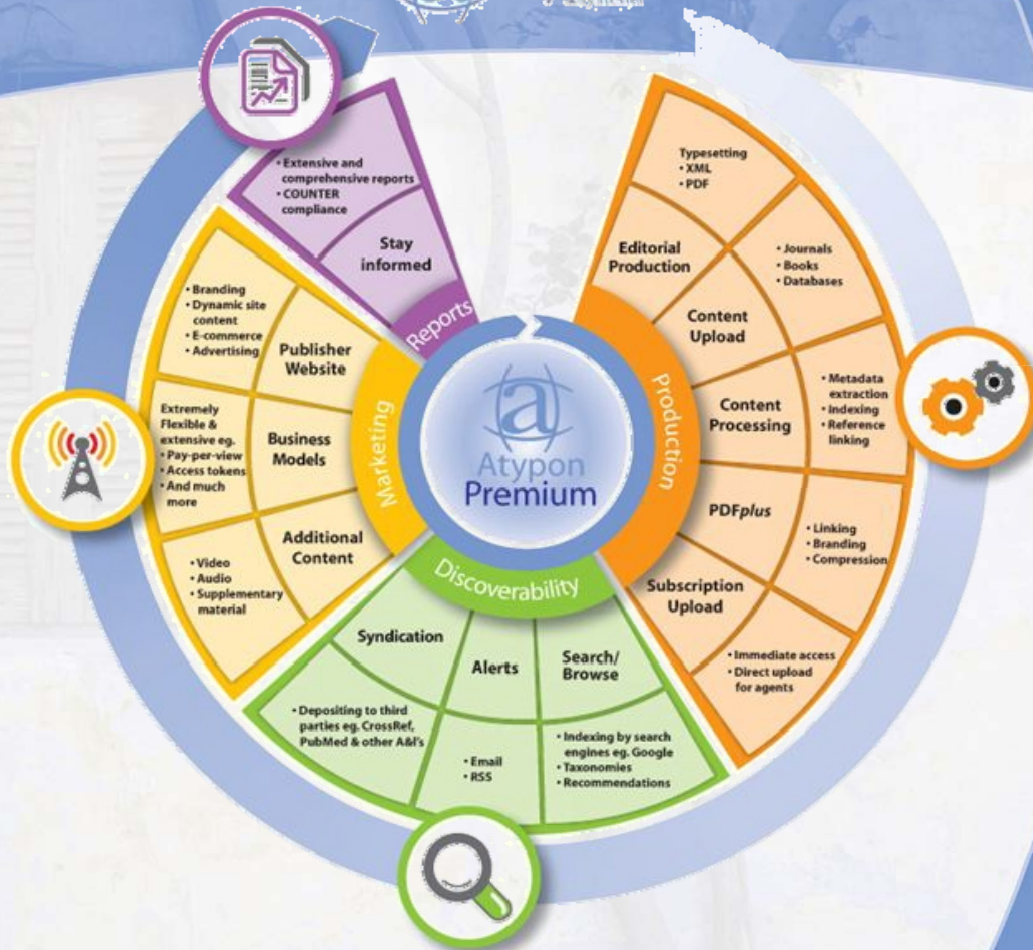 Typesetting
• XML
• PDF
Editorial
Production
• Journals
• Books
• Databases
Content
Upload
• Metadata
extraction
• Indexing
• Reference
linking
Content
Processing
Production
PDFplus
• Linking
• Branding
• Compression
Subscription
Upload
• Immediate access
• Direct upload
for agents
Discoverability
Search/
Browse
• Indexing by search
engines eg. Google
• Taxonomies
• Recommendations
Alerts
• Email
• RSS
Syndication
• Depositing to third
parties eg. CrossRef,
PubMed & other A&I's
Marketing
Additional
Content
• Video
• Audio
• Supplementary
material
Business
Models
Extremely
Flexible &
extensive eg.
• Pay-per-view
• Access tokens
• And much
more
Publisher
Website
• Branding
• Dynamic site
content
• E-commerce
• Advertising
Reports
Stay
informed
• Extensive and
comprehensive reports
• COUNTER
compliance
a
Atypon
Premium